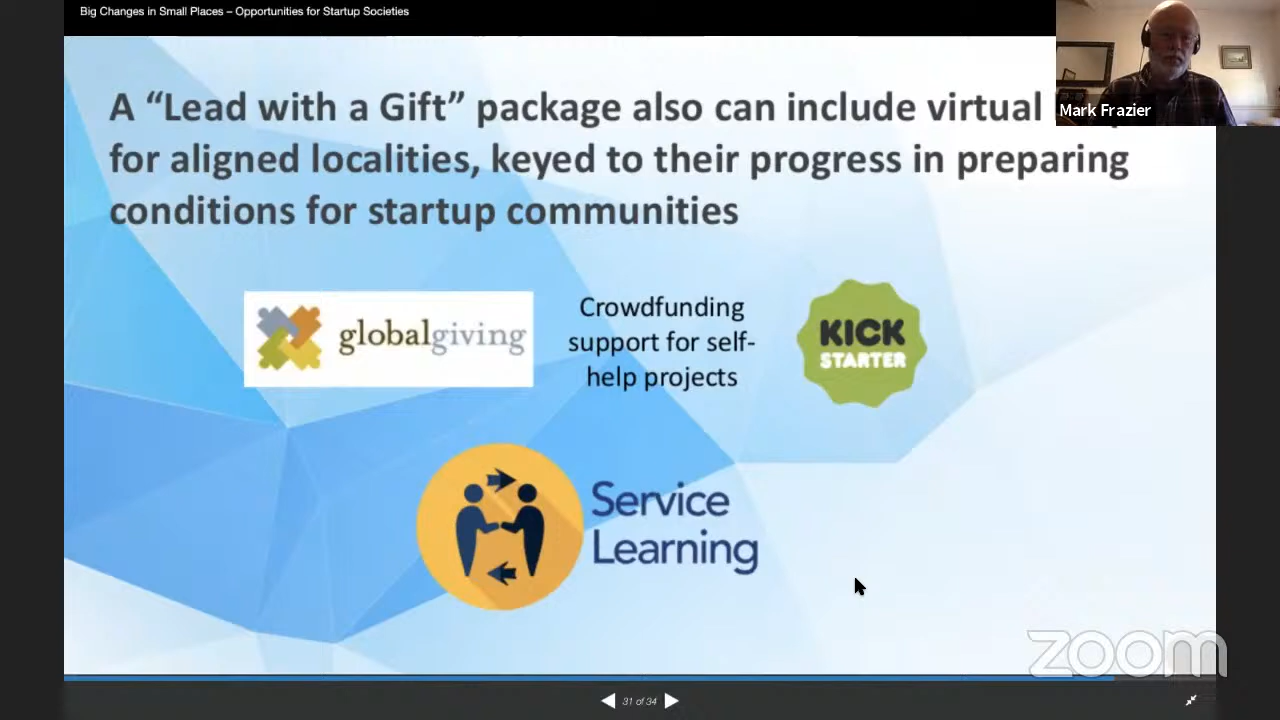 Big Changes in Small Places – Opportunities for Startup Societies
Mark Frazier
A “Lead with a Gift” package also can include virtual
for aligned localities, keyed to their progress in preparing
conditions for startup communities
globalgiving
Crowdfunding
support for self-
help projects
KICK
STARTER
Service
Learning
zoom
31 of 34